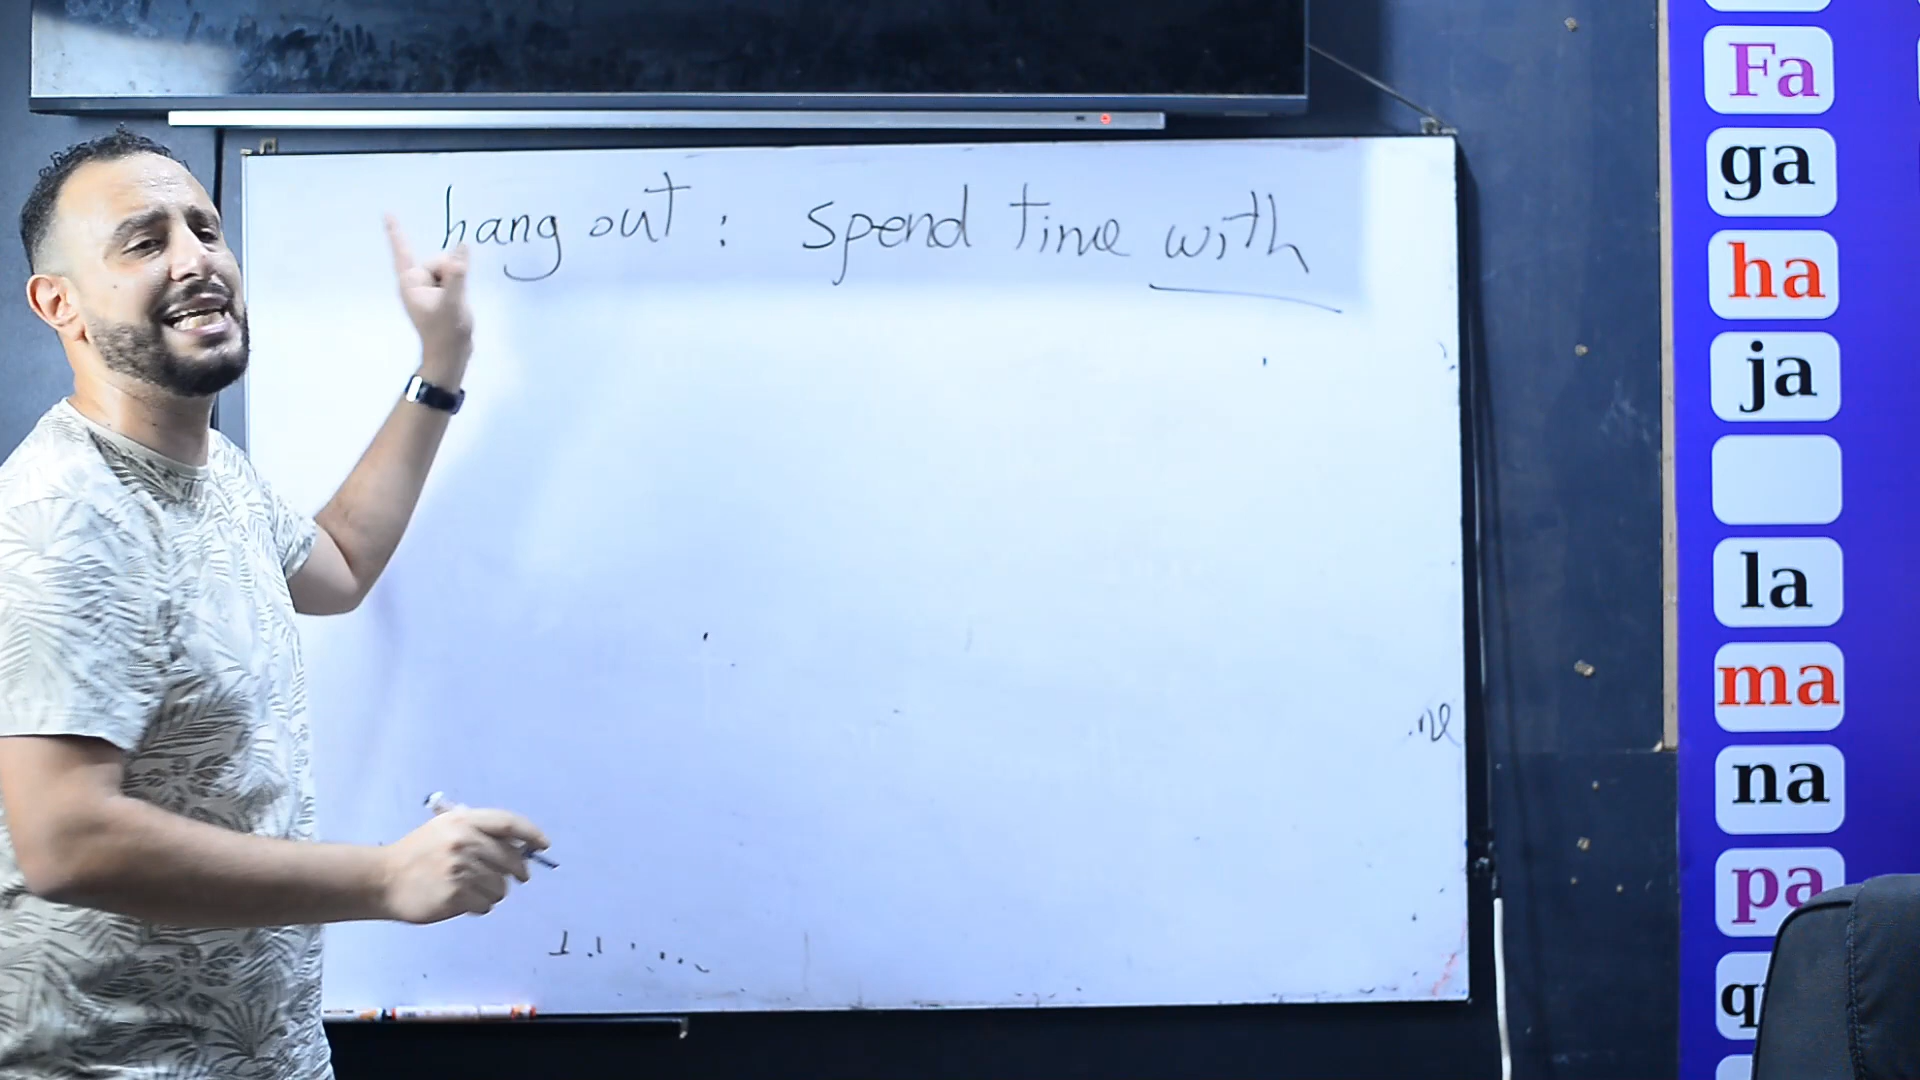 hang out : spend time with
Fa
ga
ha
ja
la
ma
na
pa